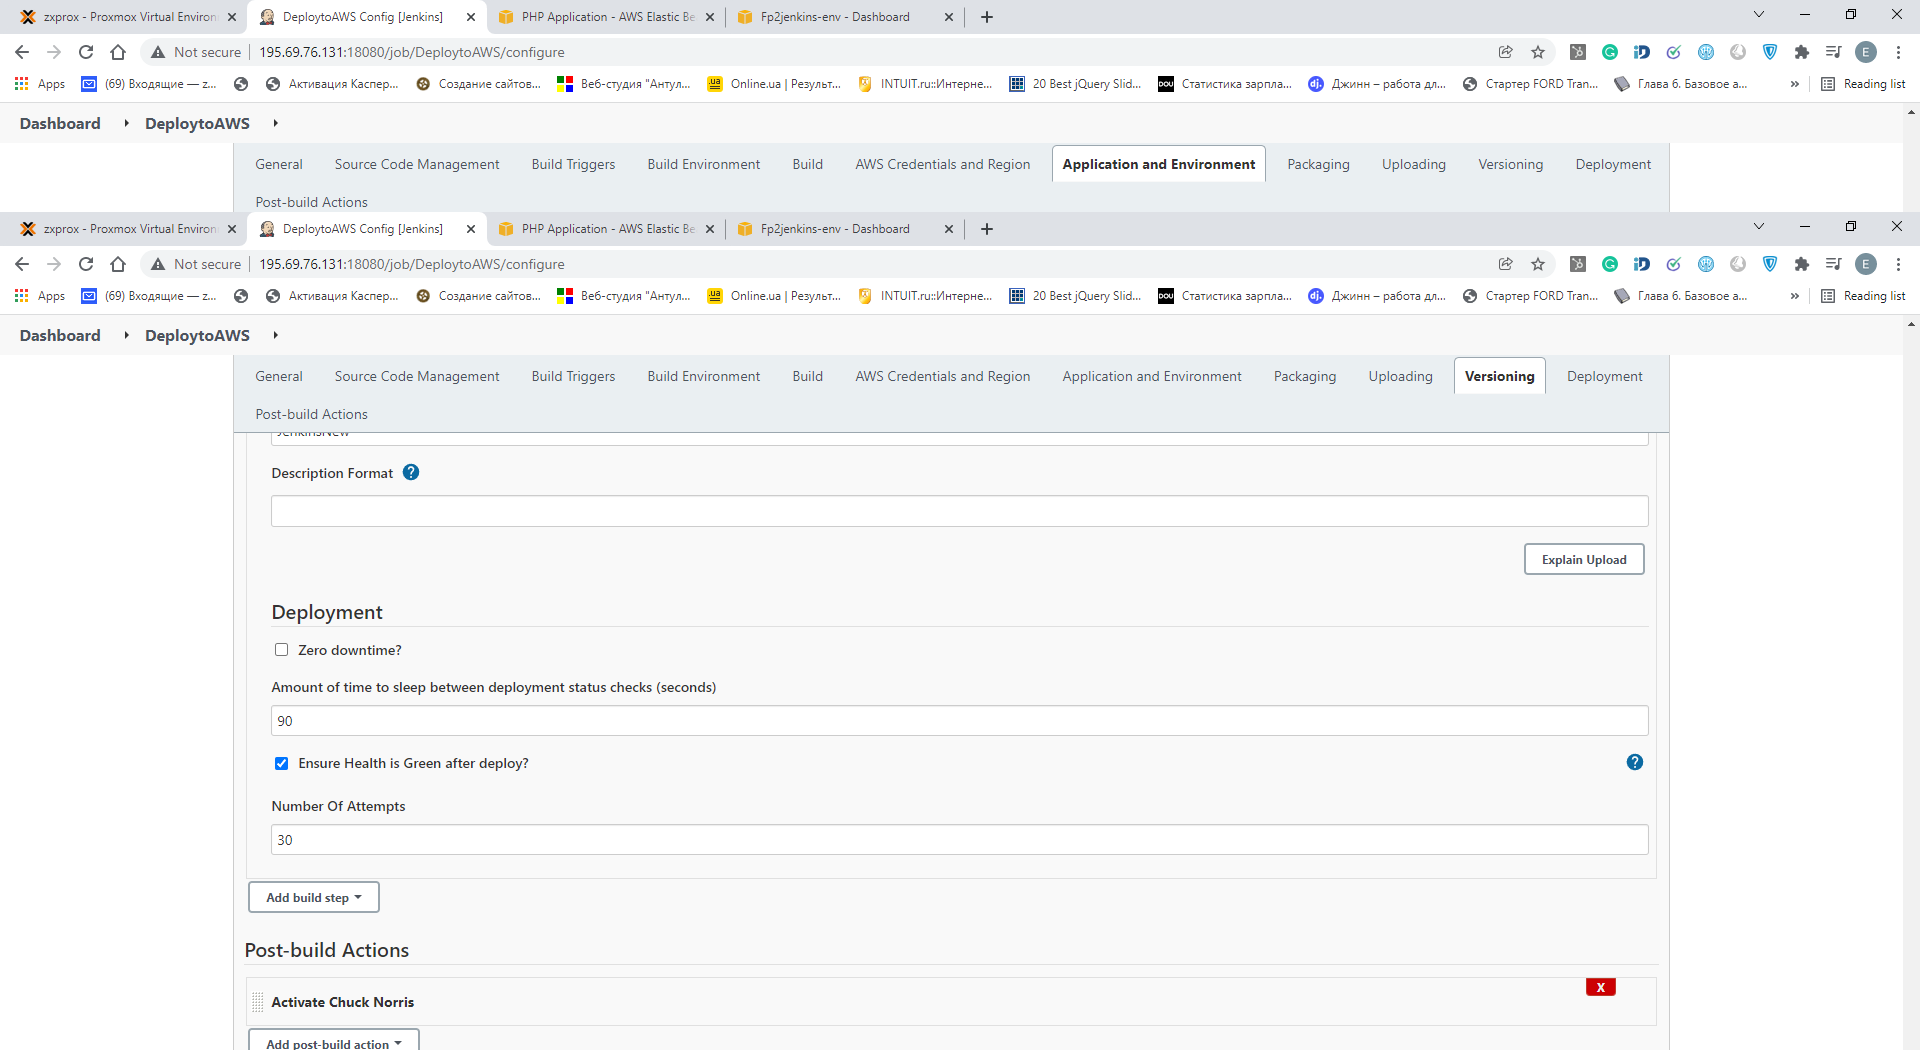 zxprox - Proxmox Virtual Environ
DeploytoAWS Config [Jenkins]
PHP Application - AWS Elastic Be
Fp2jenkins-env - Dashboard
Not secure 195.69.76.131:18080/job/DeploytoAWS/configure
E
Apps (69) Входящие — z... Активация Каспер... Создание сайтов... Веб-студия "Антул... Online.ua | Результ... INTUIT.ru::Интерне... 20 Best jQuery Slid... Статистика зарпла... Джинн – работа дл... Стартер FORD Tran... Глава 6. Базовое а... » Reading list
Dashboard DeploytoAWS
General Source Code Management Build Triggers Build Environment Build AWS Credentials and Region Application and Environment Packaging Uploading Versioning Deployment
Post-build Actions
zxprox - Proxmox Virtual Environ
DeploytoAWS Config [Jenkins]
PHP Application - AWS Elastic Be
Fp2jenkins-env - Dashboard
Not secure 195.69.76.131:18080/job/DeploytoAWS/configure
E
Apps (69) Входящие — z... Активация Каспер... Создание сайтов... Веб-студия "Антул... Online.ua | Результ... INTUIT.ru::Интерне... 20 Best jQuery Slid... Статистика зарпла... Джинн – работа дл... Стартер FORD Tran... Глава 6. Базовое а... » Reading list
Dashboard DeploytoAWS
General Source Code Management Build Triggers Build Environment Build AWS Credentials and Region Application and Environment Packaging Uploading Versioning Deployment
Post-build Actions
JenkinsNew
Description Format ?
Explain Upload
Deployment
Zero downtime?
Amount of time to sleep between deployment status checks (seconds)
90
Ensure Health is Green after deploy? ?
Number Of Attempts
30
Add build step
Post-build Actions
X
Activate Chuck Norris
Add post-build action